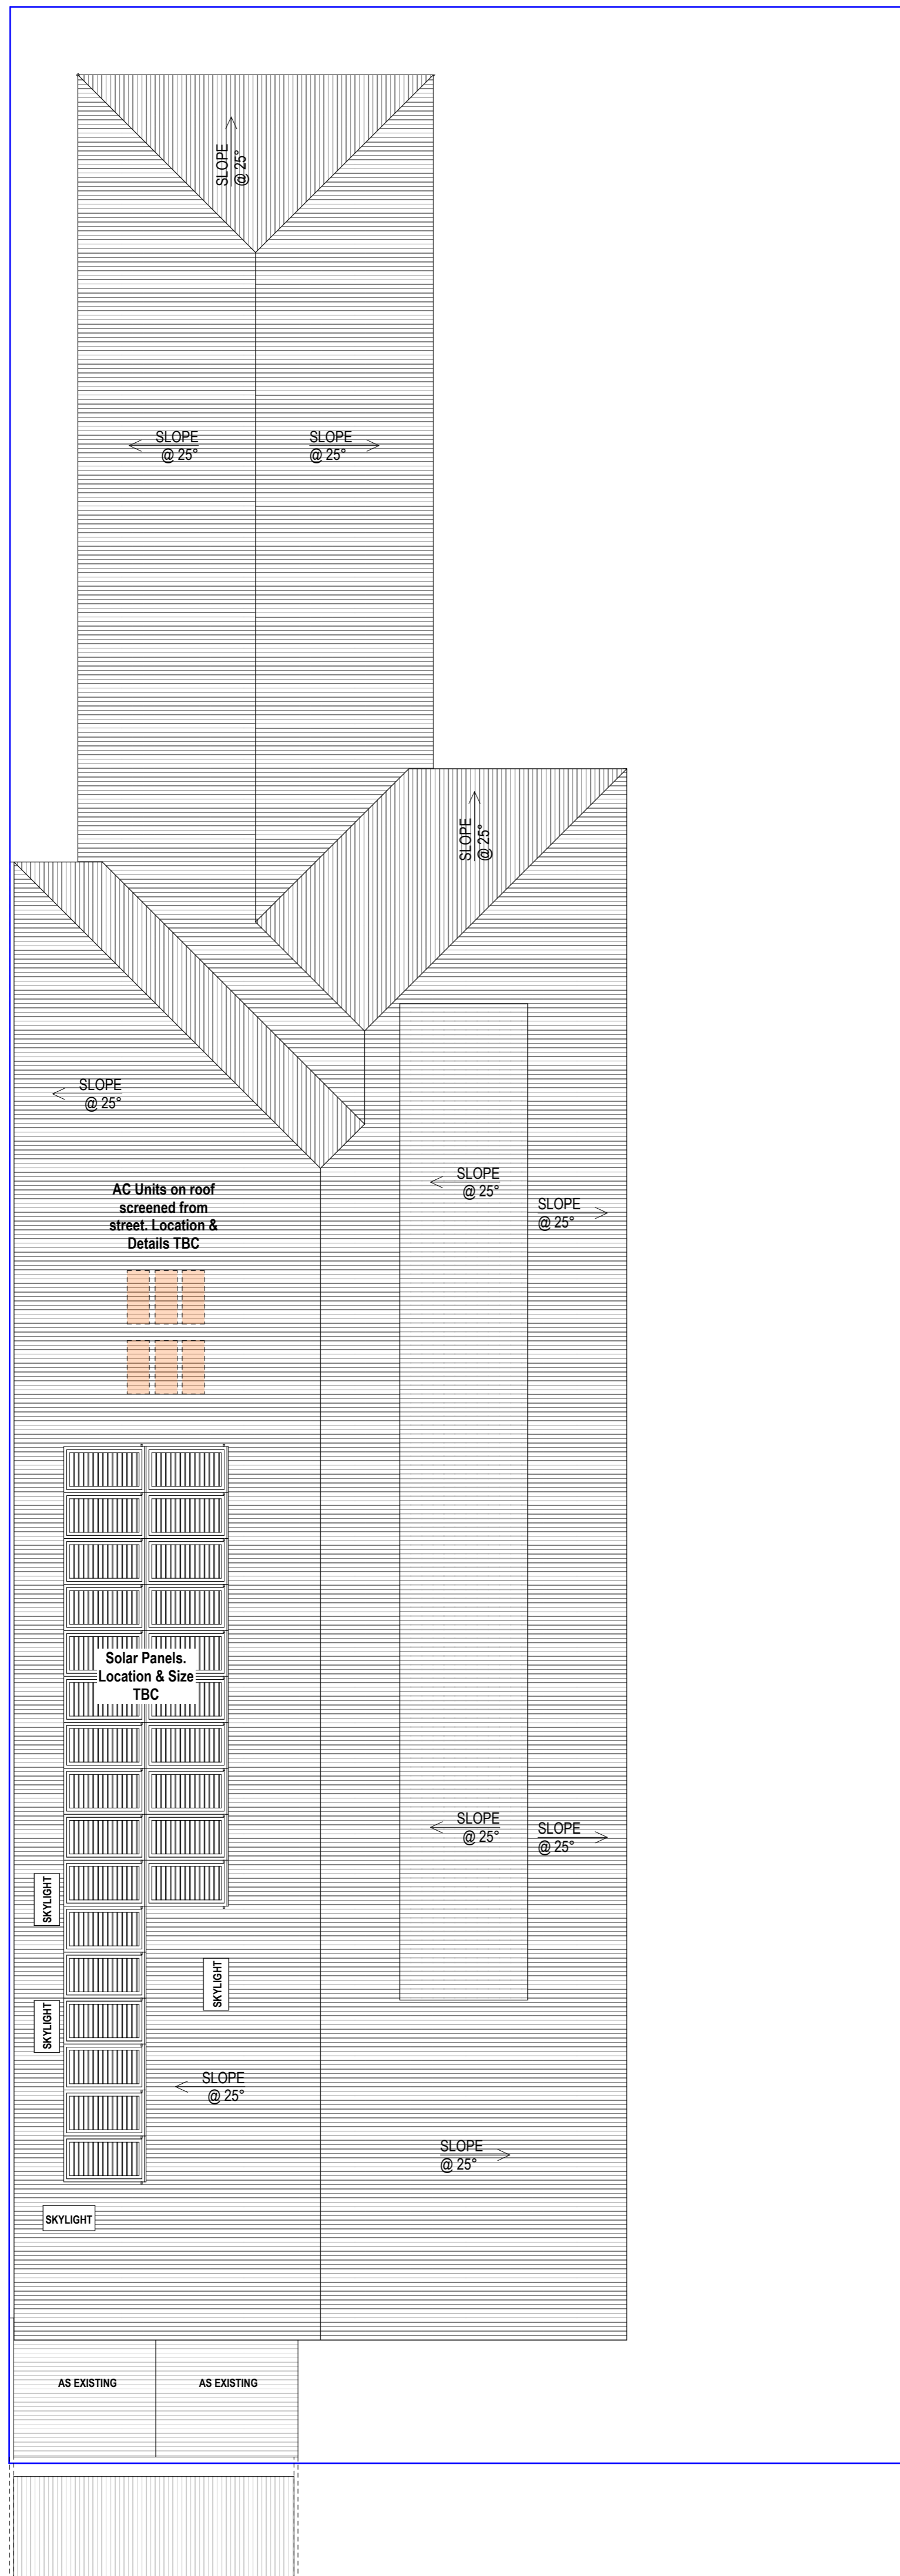 SLOPE
@ 25°
SLOPE
@ 25°
SLOPE
@ 25°
SLOPE
@ 25°
SLOPE
@ 25°
AC Units on roof
screened from
street. Location &
Details TBC
SLOPE
@ 25°
SLOPE
@ 25°
Solar Panels.
Location & Size
TBC
SLOPE
@ 25°
SLOPE
@ 25°
SKYLIGHT
SKYLIGHT
SKYLIGHT
SLOPE
@ 25°
SLOPE
@ 25°
SKYLIGHT
AS EXISTING
AS EXISTING